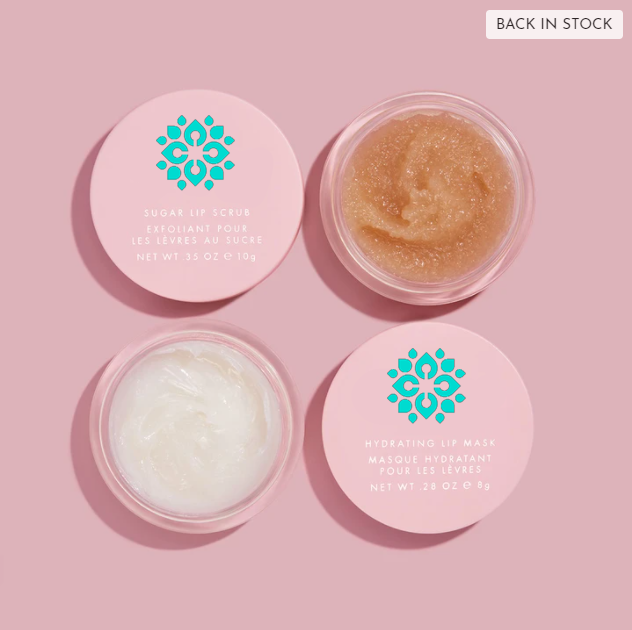 BACK IN STOCK
SUGAR LIP SCRUB
EXFOLIANT POUR
LES LÈVRES AU SUCRE
NET WT .35 OZ ℮ 10g
HYDRATING LIP MASK
MASQUE HYDRATANT
POUR LES LÈVRES
NET WT .28 OZ ℮ 8g